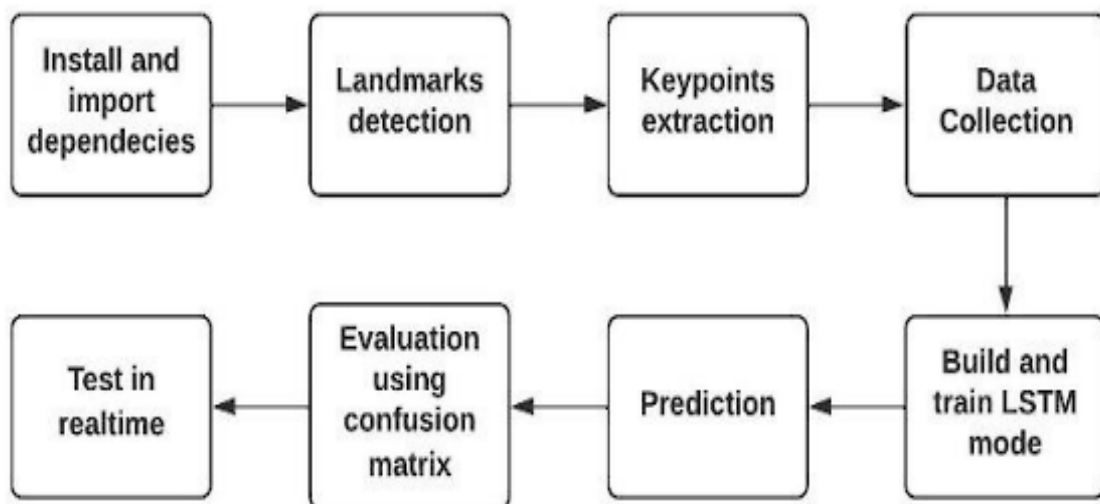 Install and
import
dependecies
Landmarks
detection
Keypoints
extraction
Data
Collection
Build and
train LSTM
mode
Prediction
Evaluation
using
confusion
matrix
Test in
realtime